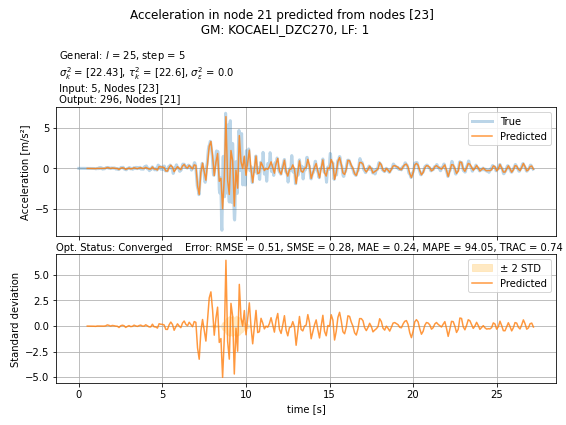 Acceleration in node 21 predicted from nodes [23]
GM: KOCAELI_DZC270, LF: 1
General: l = 25, step = 5
σ²ₖ = [22.43], τ²ₖ = [22.6], σ²ε = 0.0
Input: 5, Nodes [23]
Output: 296, Nodes [21]
Acceleration [m/s²]
5
0
−5
True
Predicted
Opt. Status: Converged Error: RMSE = 0.51, SMSE = 0.28, MAE = 0.24, MAPE = 94.05, TRAC = 0.74
Standard deviation
5.0
2.5
0.0
−2.5
−5.0
± 2 STD
Predicted
0 5 10 15 20 25
time [s]